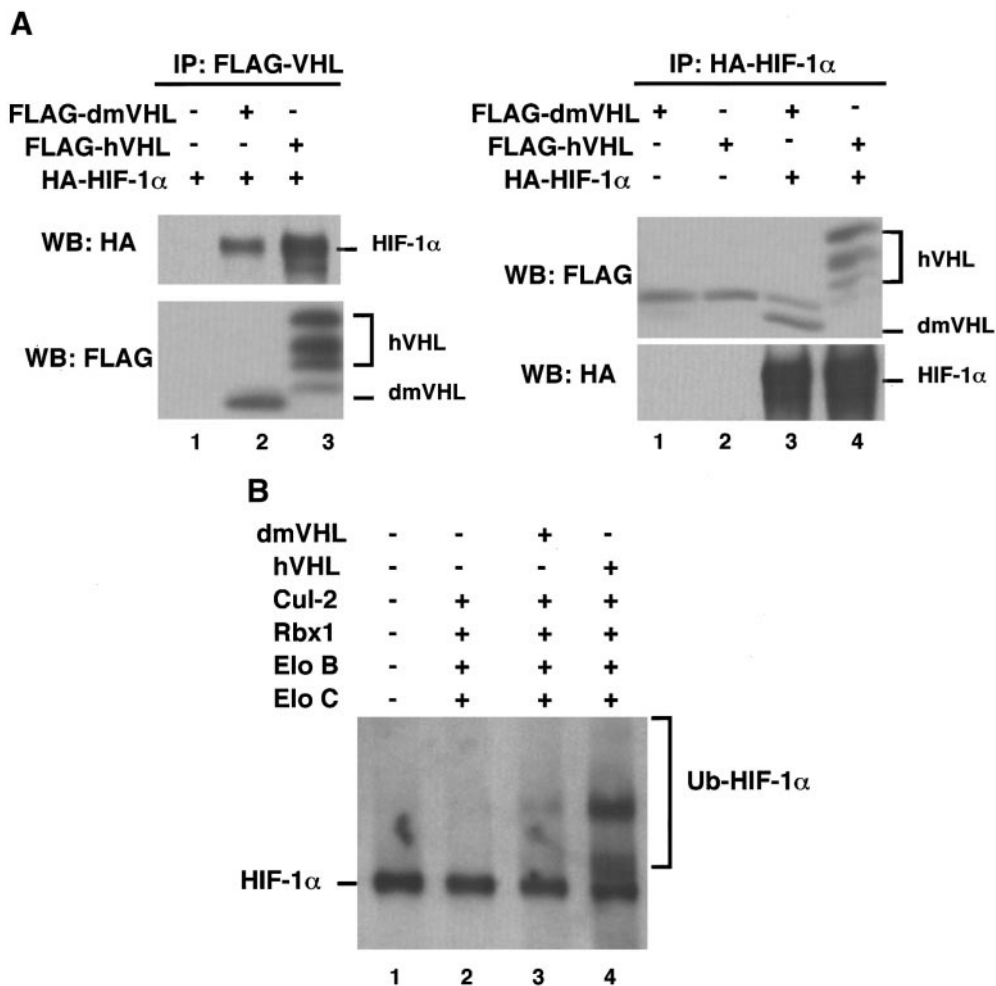 A
IP: FLAG-VHL
FLAG-dmVHL - + -
FLAG-hVHL - - +
HA-HIF-1α + + +
WB: HA
HIF-1α
WB: FLAG
hVHL
dmVHL
1 2 3
IP: HA-HIF-1α
FLAG-dmVHL + - + -
FLAG-hVHL - + - +
HA-HIF-1α - - + +
WB: FLAG
hVHL
dmVHL
WB: HA
HIF-1α
1 2 3 4
B
dmVHL - - + -
hVHL - - - +
Cul-2 - + + +
Rbx1 - + + +
Elo B - + + +
Elo C - + + +
Ub-HIF-1α
HIF-1α
1 2 3 4